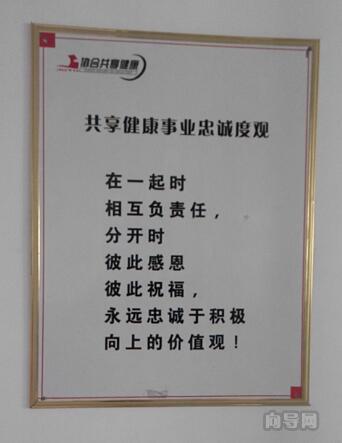 协合共享健康
共享健康事业忠诚度观
在一起时
相互负责任，
分开时
彼此感恩
彼此祝福，
永远忠诚于积极
向上的价值观！
向导网